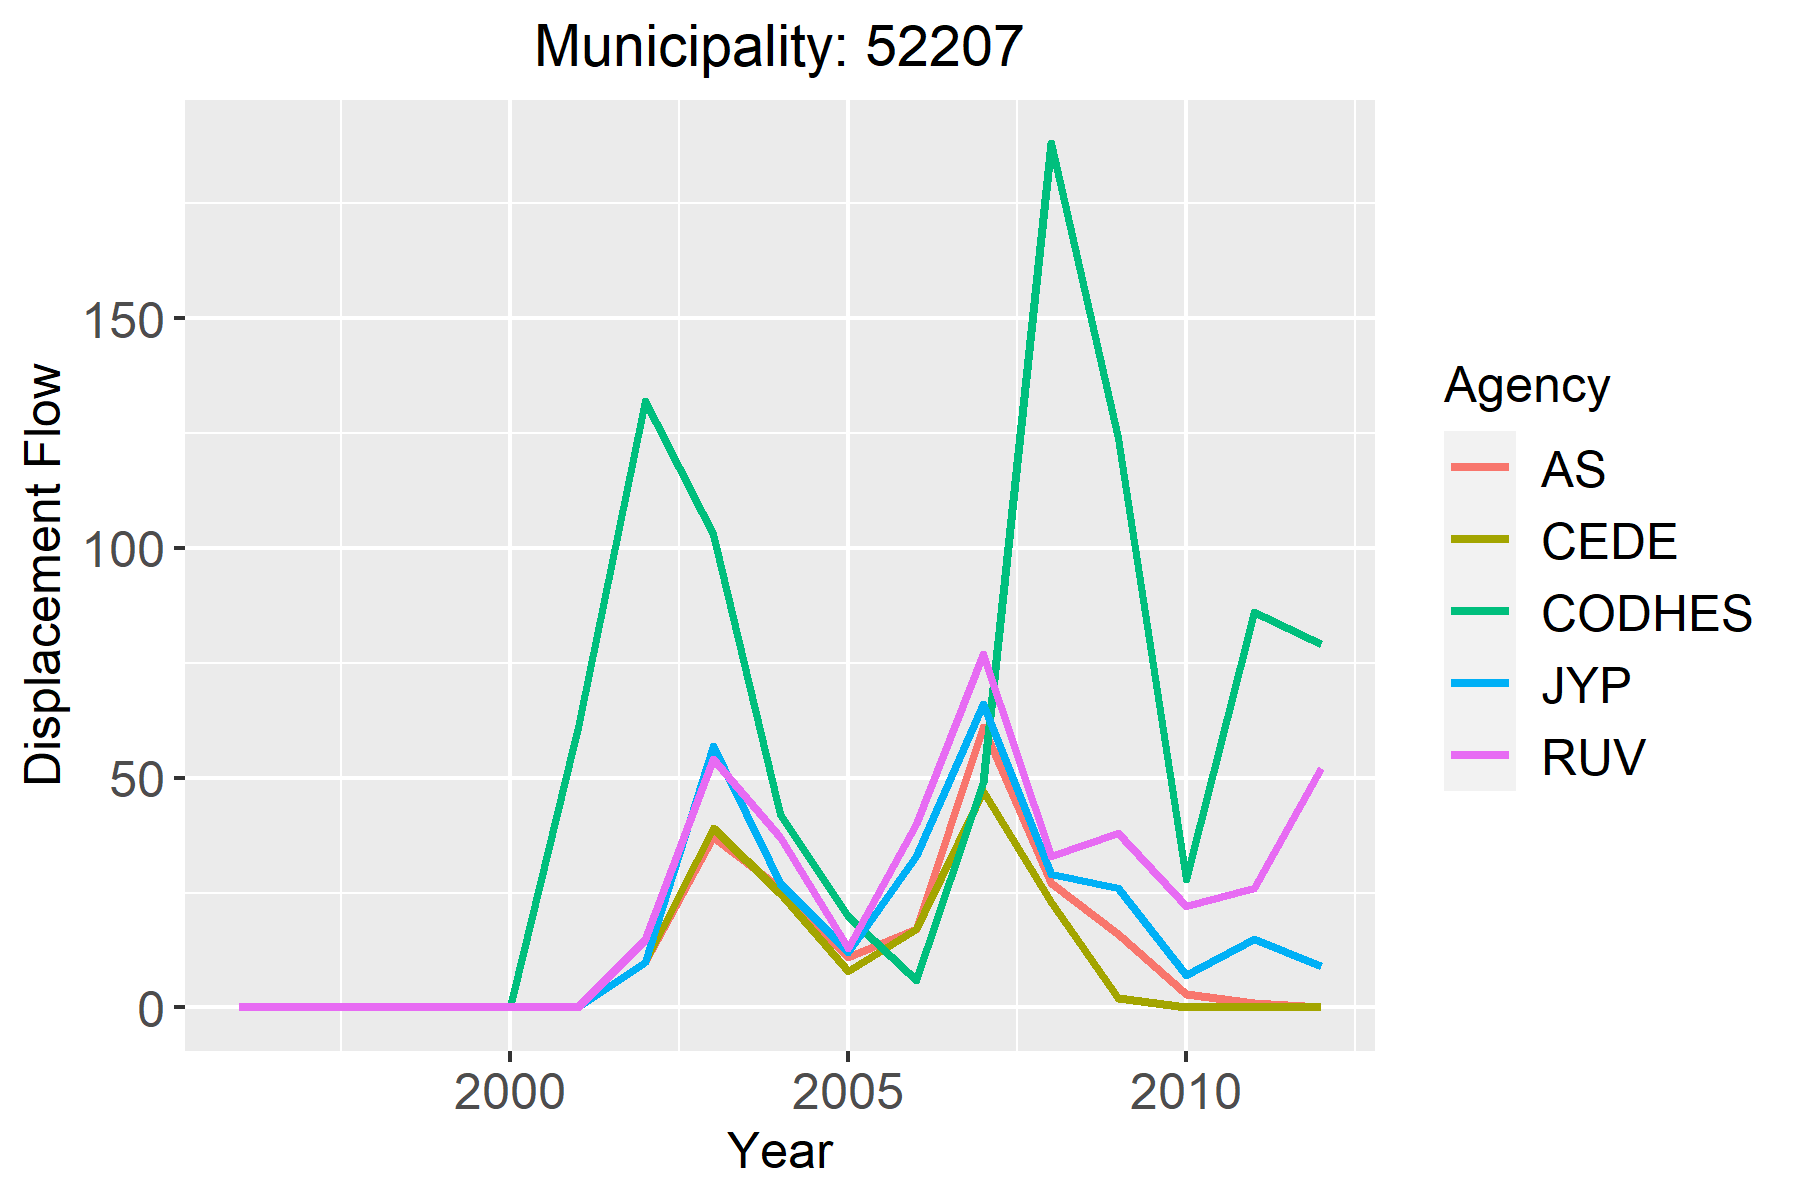 Municipality: 52207
Displacement Flow
150
100
50
0
2000 2005 2010
Year
Agency
AS
CEDE
CODHES
JYP
RUV